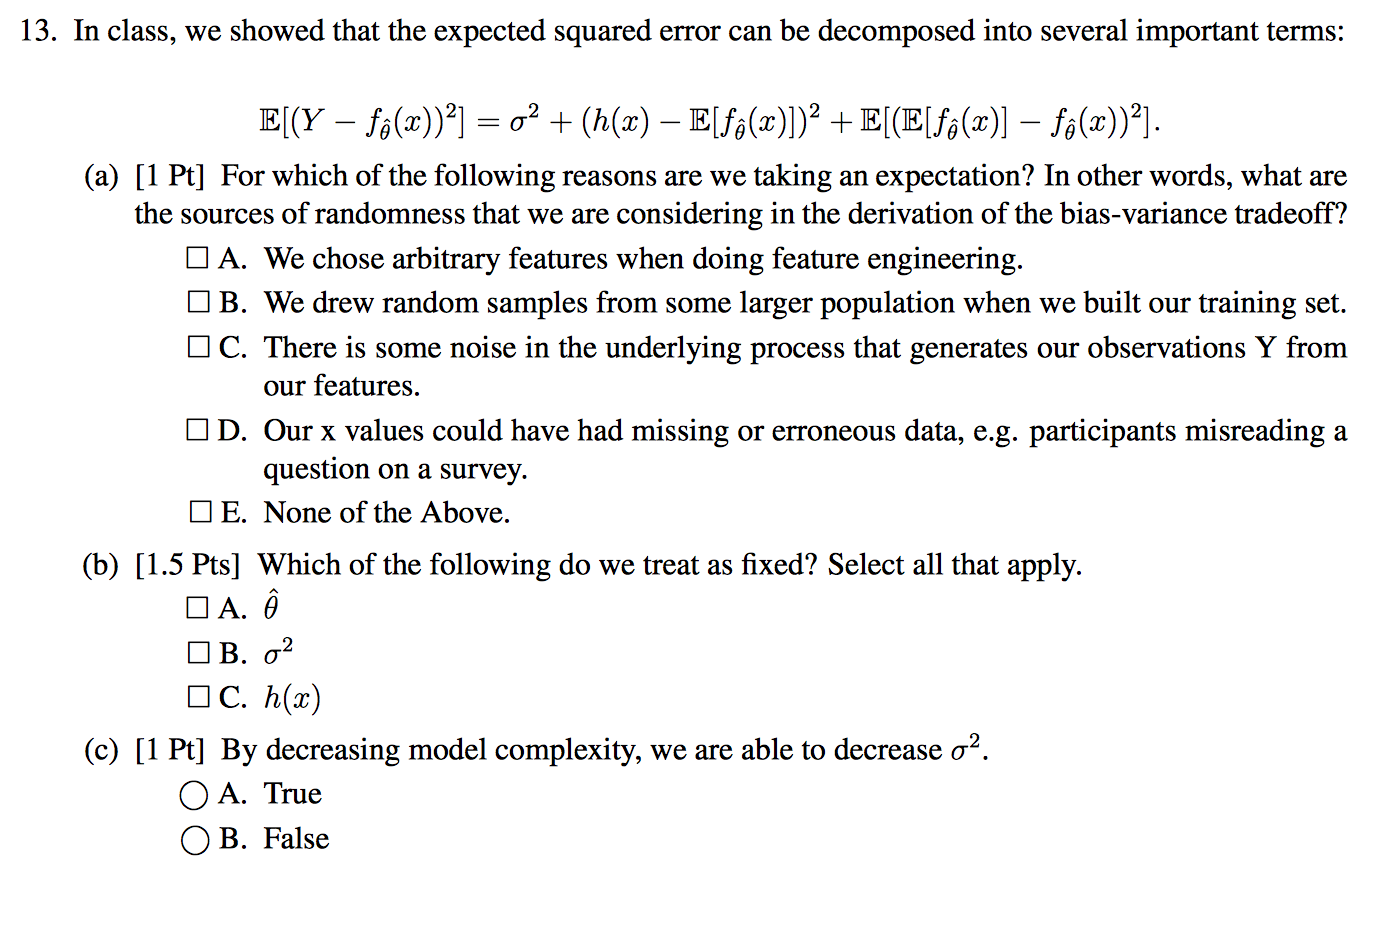 13. In class, we showed that the expected squared error can be decomposed into several important terms:
𝔼[(Y − f_θ̂(x))²] = σ² + (h(x) − 𝔼[f_θ̂(x)])² + 𝔼[(𝔼[f_θ̂(x)] − f_θ̂(x))²].
(a) [1 Pt] For which of the following reasons are we taking an expectation? In other words, what are
the sources of randomness that we are considering in the derivation of the bias-variance tradeoff?
□ A. We chose arbitrary features when doing feature engineering.
□ B. We drew random samples from some larger population when we built our training set.
□ C. There is some noise in the underlying process that generates our observations Y from
our features.
□ D. Our x values could have had missing or erroneous data, e.g. participants misreading a
question on a survey.
□ E. None of the Above.
(b) [1.5 Pts] Which of the following do we treat as fixed? Select all that apply.
□ A. θ̂
□ B. σ²
□ C. h(x)
(c) [1 Pt] By decreasing model complexity, we are able to decrease σ².
○ A. True
○ B. False